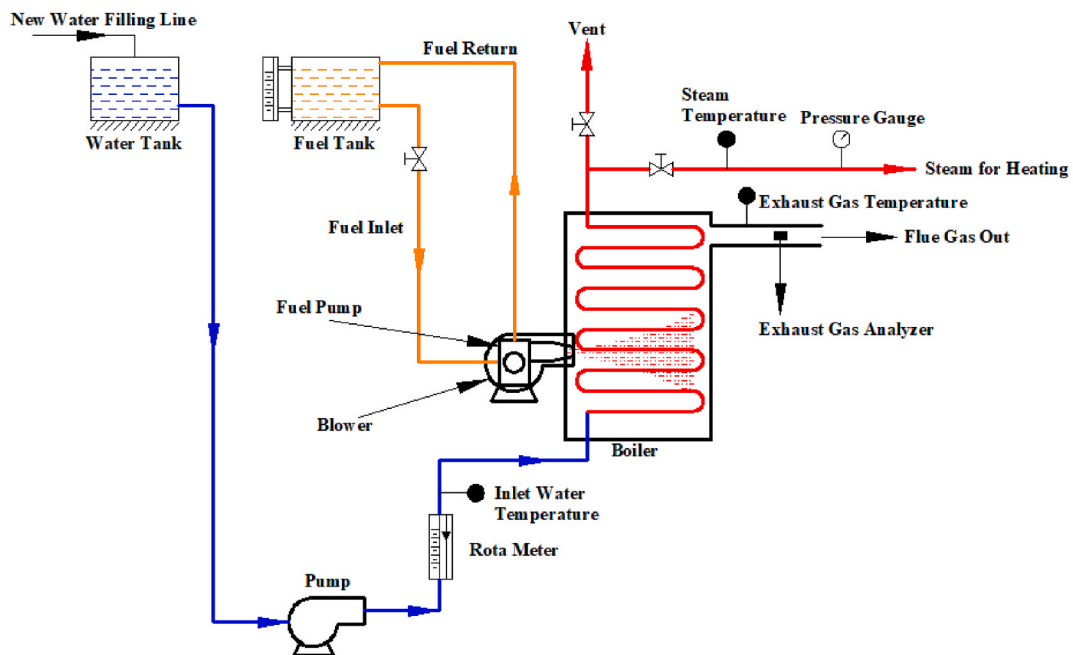 New Water Filling Line
Water Tank
Fuel Return
Fuel Tank
Vent
Steam
Temperature
Pressure Gauge
Steam for Heating
Exhaust Gas Temperature
Flue Gas Out
Exhaust Gas Analyzer
Fuel Inlet
Fuel Pump
Blower
Boiler
Inlet Water
Temperature
Rota Meter
Pump